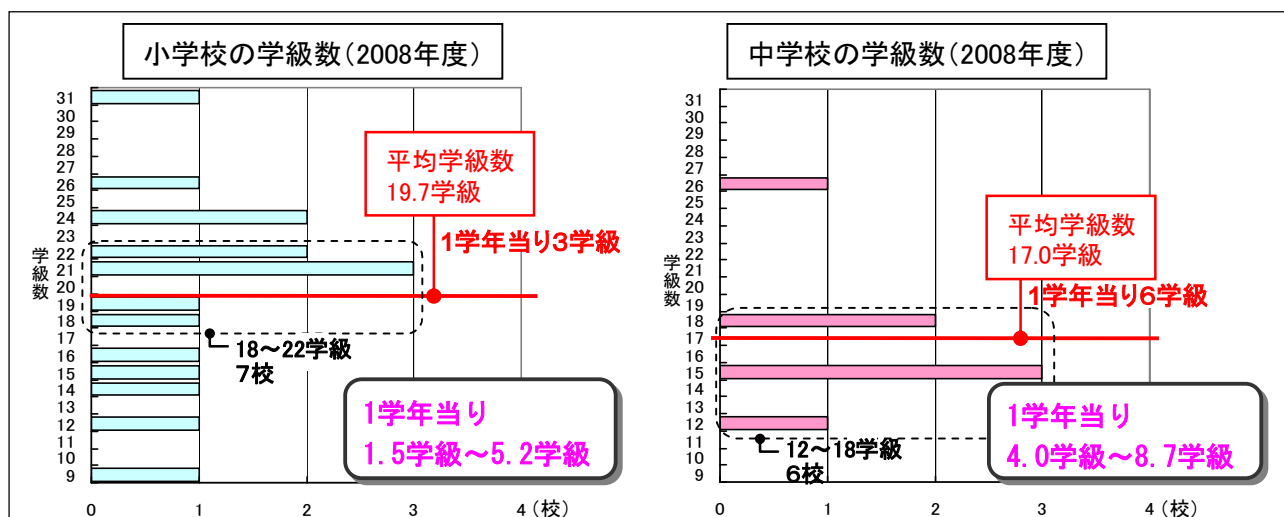 小学校の学級数（2008年度）
31
30
29
28
27
26
25
24
23
22
21
20
19
18
17
16
15
14
13
12
11
10
9
学級数
平均学級数
19.7学級
1学年当り3学級
18～22学級
7校
1学年当り
1.5学級～5.2学級
0 1 2 3 4（校）
中学校の学級数（2008年度）
31
30
29
28
27
26
25
24
23
22
21
20
19
18
17
16
15
14
13
12
11
10
9
学級数
平均学級数
17.0学級
1学年当り6学級
12～18学級
6校
1学年当り
4.0学級～8.7学級
0 1 2 3 4（校）